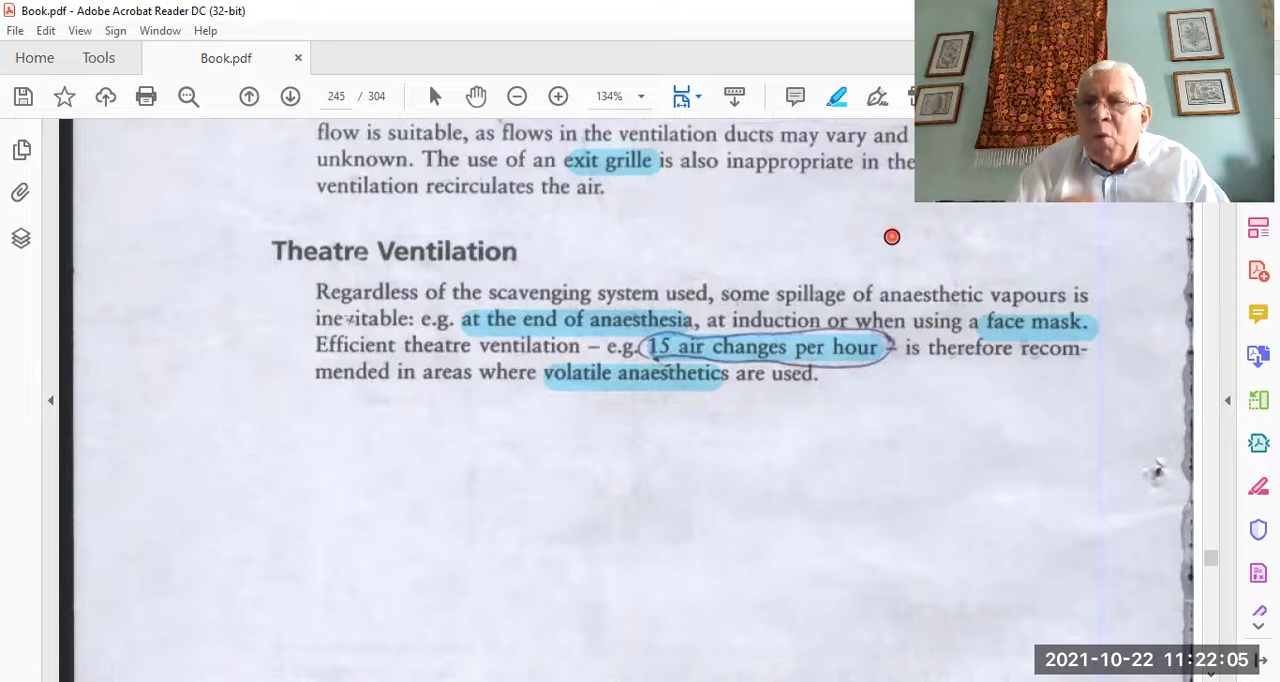 Book.pdf - Adobe Acrobat Reader DC (32-bit)
File Edit View Sign Window Help
Home Tools Book.pdf ×
245 / 304 134%
flow is suitable, as flows in the ventilation ducts may vary and
unknown. The use of an exit grille is also inappropriate in the
ventilation recirculates the air.
Theatre Ventilation
Regardless of the scavenging system used, some spillage of anaesthetic vapours is
inevitable: e.g. at the end of anaesthesia, at induction or when using a face mask.
Efficient theatre ventilation – e.g. 15 air changes per hour – is therefore recom-
mended in areas where volatile anaesthetics are used.
2021-10-22 11:22:05